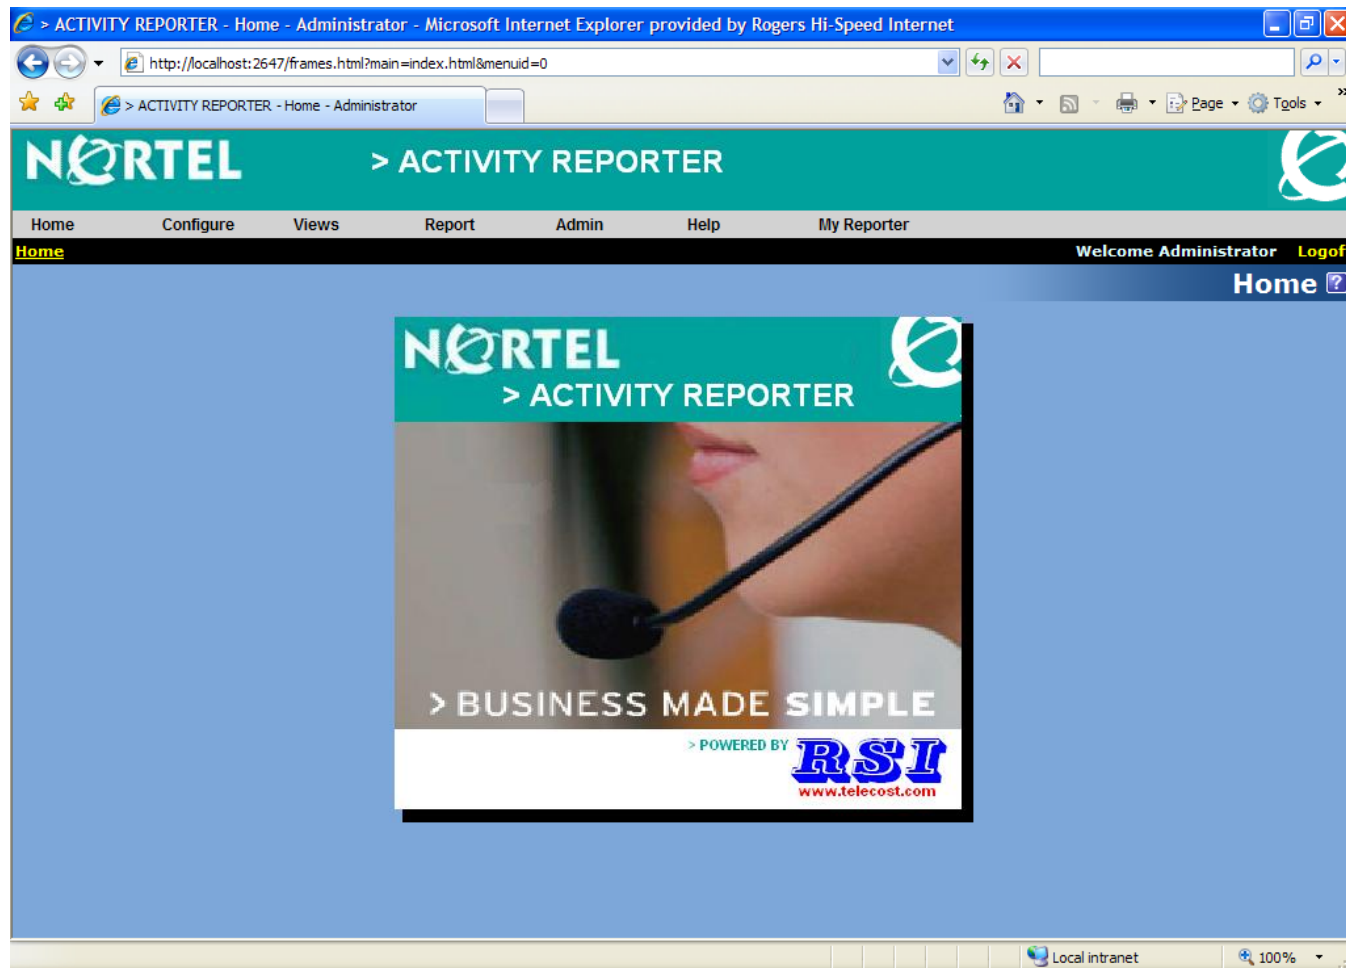 > ACTIVITY REPORTER - Home - Administrator - Microsoft Internet Explorer provided by Rogers Hi-Speed Internet
http://localhost:2647/frames.html?main=index.html&menuid=0
> ACTIVITY REPORTER - Home - Administrator
Page Tools »
NORTEL > ACTIVITY REPORTER
Home Configure Views Report Admin Help My Reporter
Home Welcome Administrator Logof
Home ?
NORTEL
> ACTIVITY REPORTER
> BUSINESS MADE SIMPLE
> POWERED BY RSI
www.telecost.com
Local intranet 100%